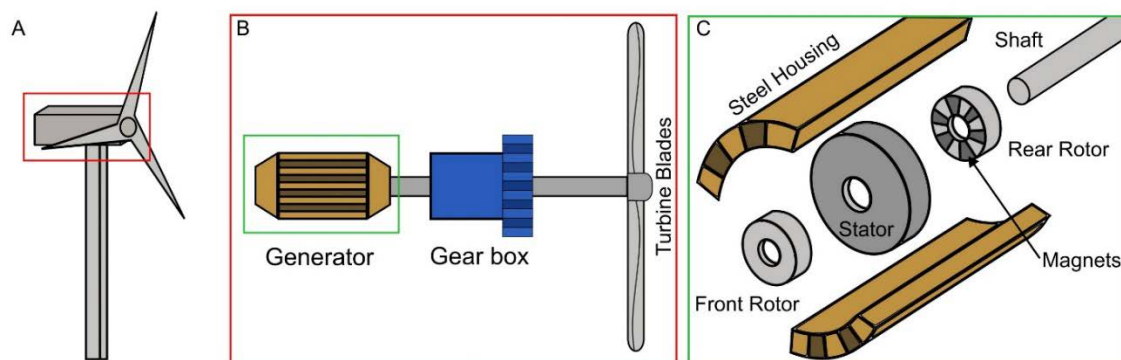 A
B
Generator
Gear box
Turbine Blades
C
Steel Housing
Shaft
Rear Rotor
Stator
Magnets
Front Rotor